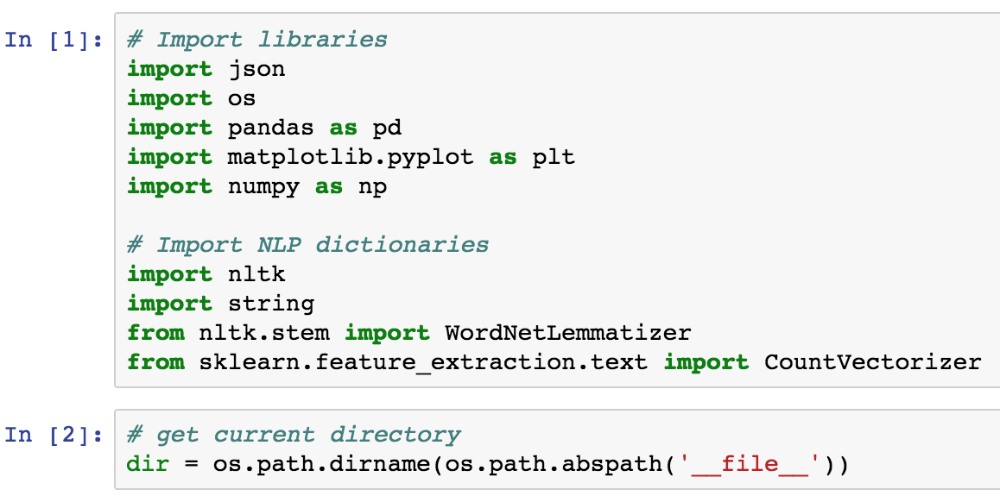 In [1]: # Import libraries
import json
import os
import pandas as pd
import matplotlib.pyplot as plt
import numpy as np
# Import NLP dictionaries
import nltk
import string
from nltk.stem import WordNetLemmatizer
from sklearn.feature_extraction.text import CountVectorizer
In [2]: # get current directory
dir = os.path.dirname(os.path.abspath('__file__'))